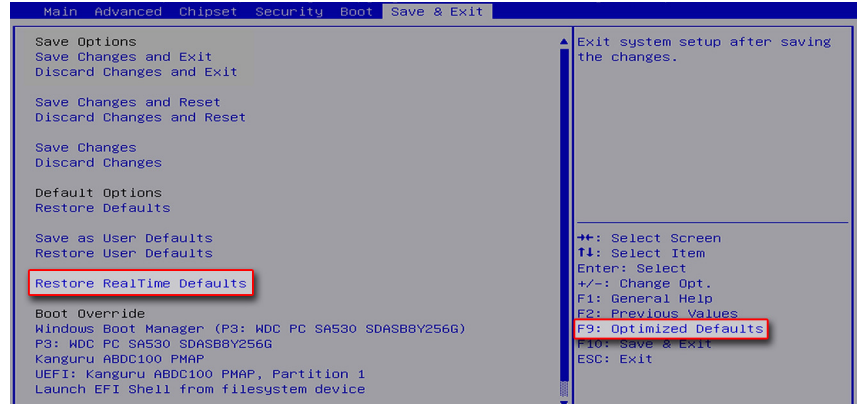 Main Advanced Chipset Security Boot Save & Exit
Save Options
Save Changes and Exit
Discard Changes and Exit
Save Changes and Reset
Discard Changes and Reset
Save Changes
Discard Changes
Default Options
Restore Defaults
Save as User Defaults
Restore User Defaults
Restore RealTime Defaults
Boot Override
Windows Boot Manager (P3: WDC PC SA530 SDASB8Y256G)
P3: WDC PC SA530 SDASB8Y256G
Kanguru ABDC100 PMAP
UEFI: Kanguru ABDC100 PMAP, Partition 1
Launch EFI Shell from filesystem device
Exit system setup after saving
the changes.
→←: Select Screen
↑↓: Select Item
Enter: Select
+/-: Change Opt.
F1: General Help
F2: Previous Values
F9: Optimized Defaults
F10: Save & Exit
ESC: Exit